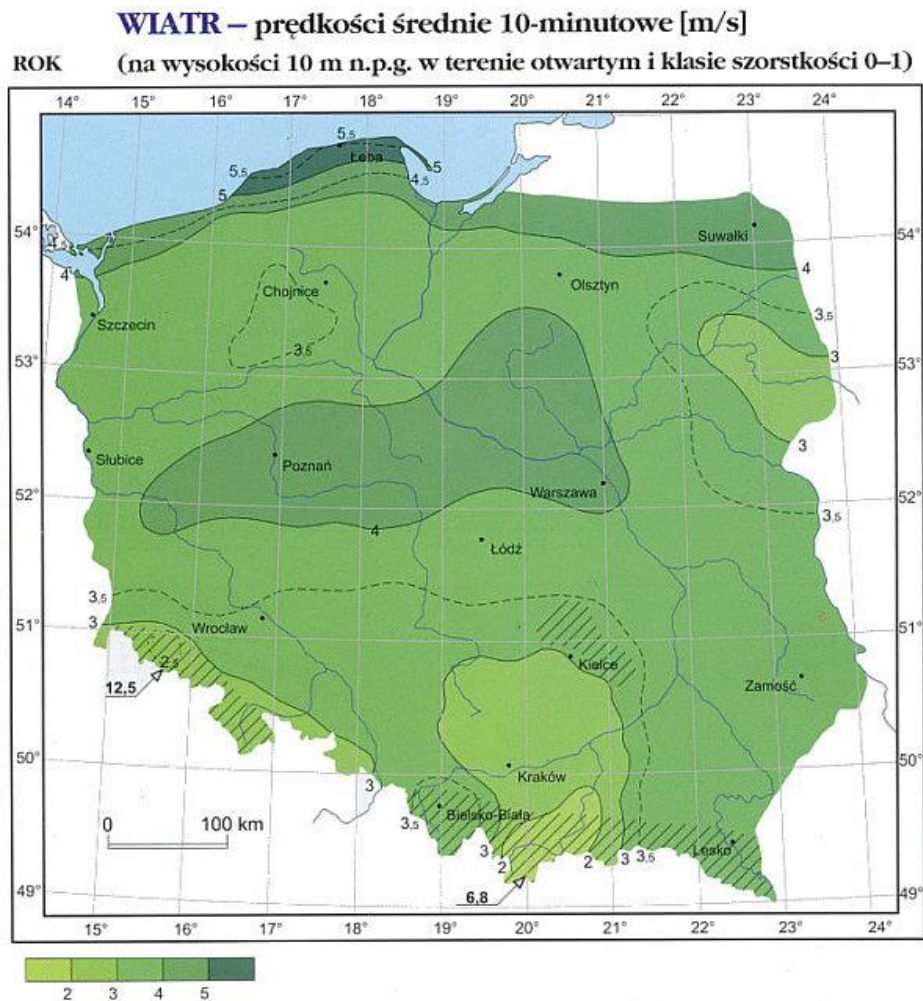 WIATR – prędkości średnie 10-minutowe [m/s]
ROK (na wysokości 10 m n.p.g. w terenie otwartym i klasie szorstkości 0–1)
14° 15° 16° 17° 18° 19° 20° 21° 22° 23° 24°
5,5
Łeba
5,5
5
5
4,5
54° 54°
Suwałki
4,5
4
4
Olsztyn
Chojnice
3,5
Szczecin
3,5
53° 3 53°
3
Słubice
Poznań
Warszawa
52° 52°
3,5
4
Łódź
3,5
3
Wrocław
51° 51°
2,5
Kielce
12,5
Zamość
50° 50°
Kraków
3
0 100 km
Bielsko-Biała
3,5
Lesko
3 2 2 3 3,5
49° 49°
6,8
15° 16° 17° 18° 19° 20° 21° 22° 23° 24°
2 3 4 5